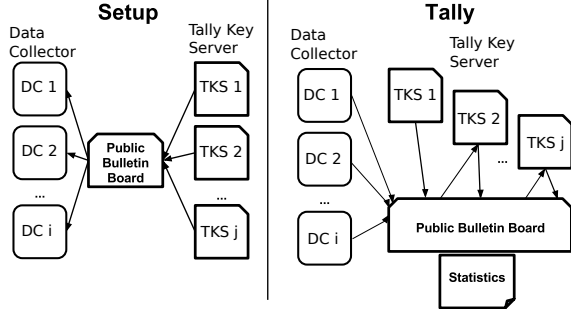 Setup
Data
Collector
Tally Key
Server
DC 1
TKS 1
DC 2
Public
Bulletin
Board
TKS 2
...
...
DC i
TKS j
Tally
Data
Collector
Tally Key
Server
DC 1
TKS 1
TKS 2
TKS j
DC 2
...
...
DC i
Public Bulletin Board
Statistics